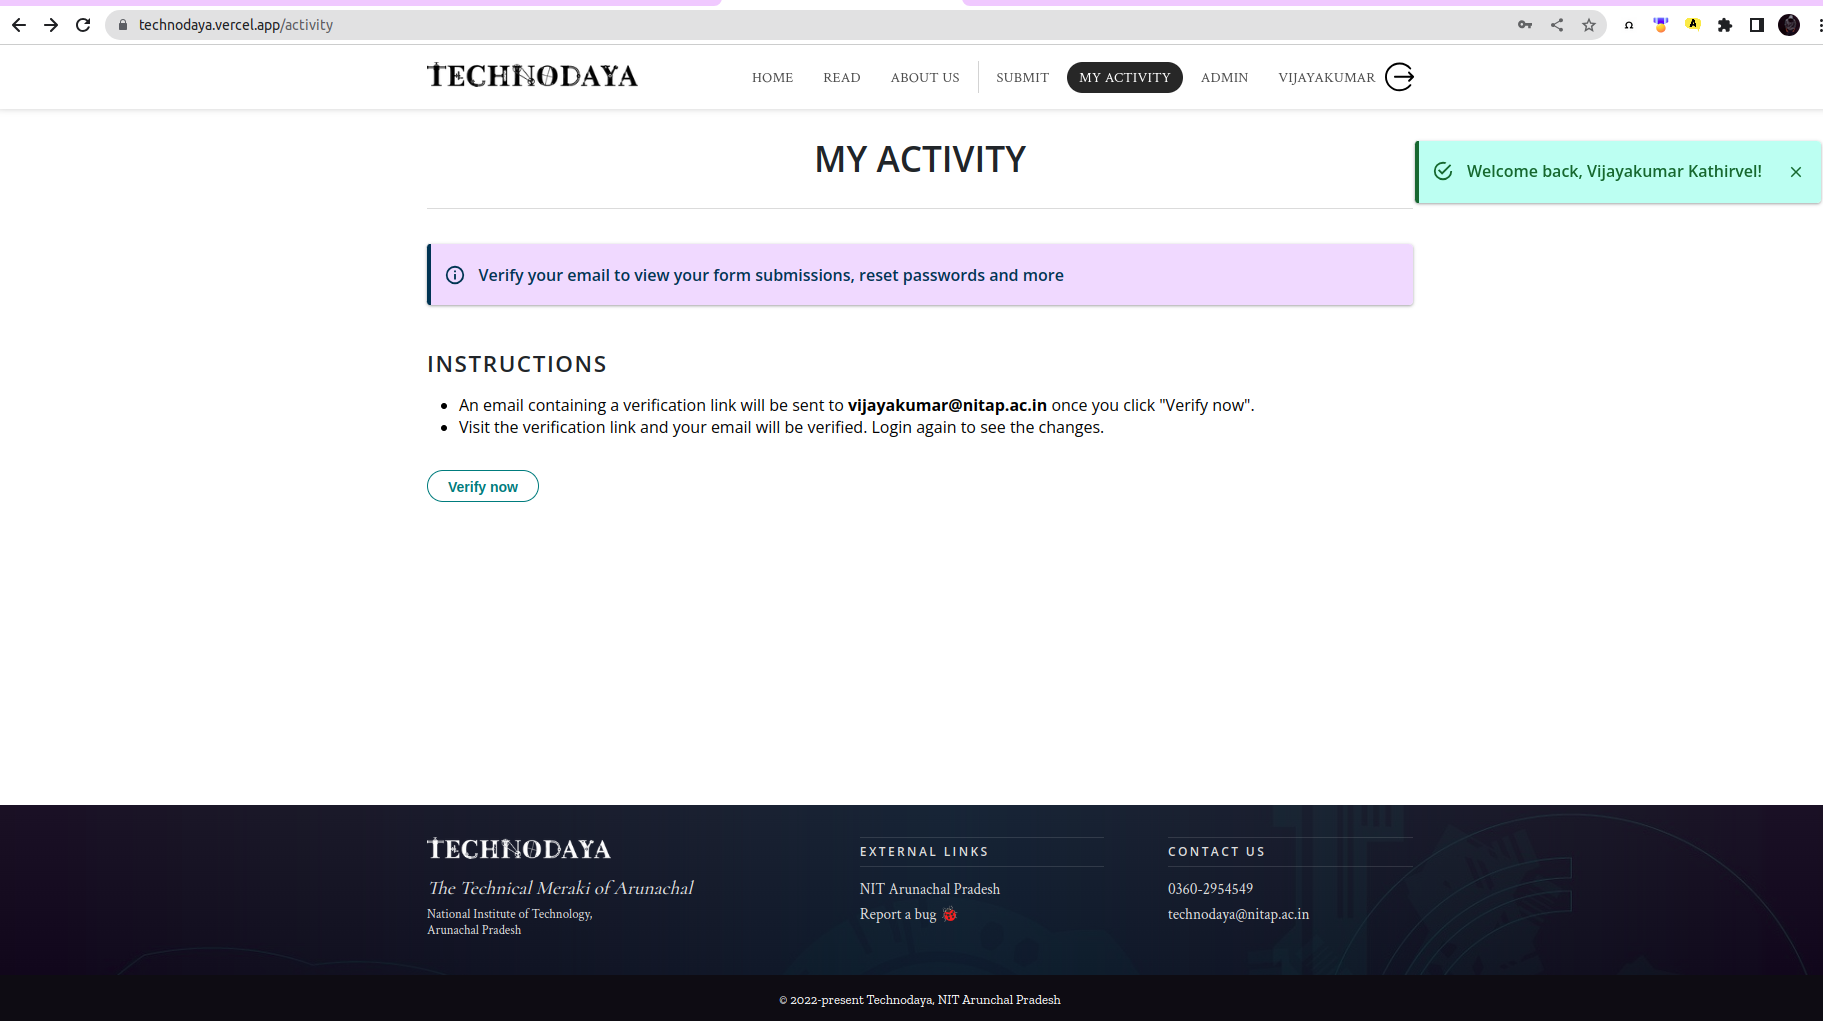 technodaya.vercel.app/activity
TECHNODAYA
HOME READ ABOUT US SUBMIT MY ACTIVITY ADMIN VIJAYAKUMAR
MY ACTIVITY
Welcome back, Vijayakumar Kathirvel!
Verify your email to view your form submissions, reset passwords and more
INSTRUCTIONS
An email containing a verification link will be sent to vijayakumar@nitap.ac.in once you click "Verify now".
Visit the verification link and your email will be verified. Login again to see the changes.
Verify now
TECHNODAYA
The Technical Meraki of Arunachal
National Institute of Technology,
Arunachal Pradesh
EXTERNAL LINKS
NIT Arunachal Pradesh
Report a bug 🐞
CONTACT US
0360-2954549
technodaya@nitap.ac.in
© 2022-present Technodaya, NIT Arunchal Pradesh